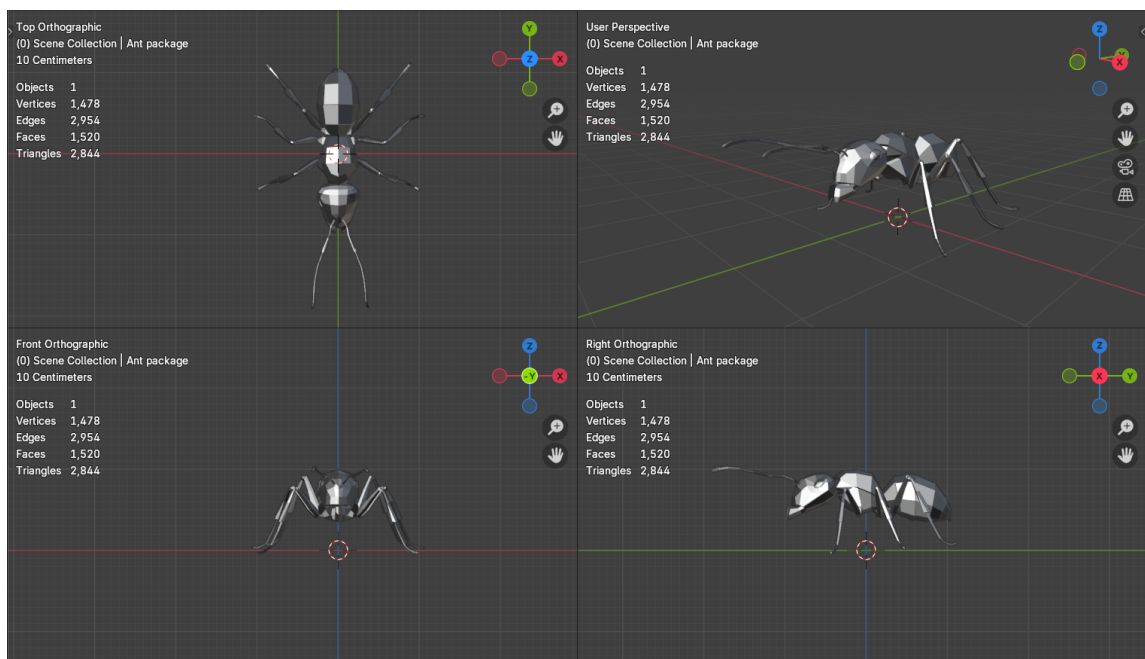 Top Orthographic
(0) Scene Collection | Ant package
10 Centimeters
Objects 1
Vertices 1,478
Edges 2,954
Faces 1,520
Triangles 2,844
Y
Z
X
User Perspective
(0) Scene Collection | Ant package
Objects 1
Vertices 1,478
Edges 2,954
Faces 1,520
Triangles 2,844
Z
Y
X
Front Orthographic
(0) Scene Collection | Ant package
10 Centimeters
Objects 1
Vertices 1,478
Edges 2,954
Faces 1,520
Triangles 2,844
Z
-Y
X
Right Orthographic
(0) Scene Collection | Ant package
10 Centimeters
Objects 1
Vertices 1,478
Edges 2,954
Faces 1,520
Triangles 2,844
Z
X
Y